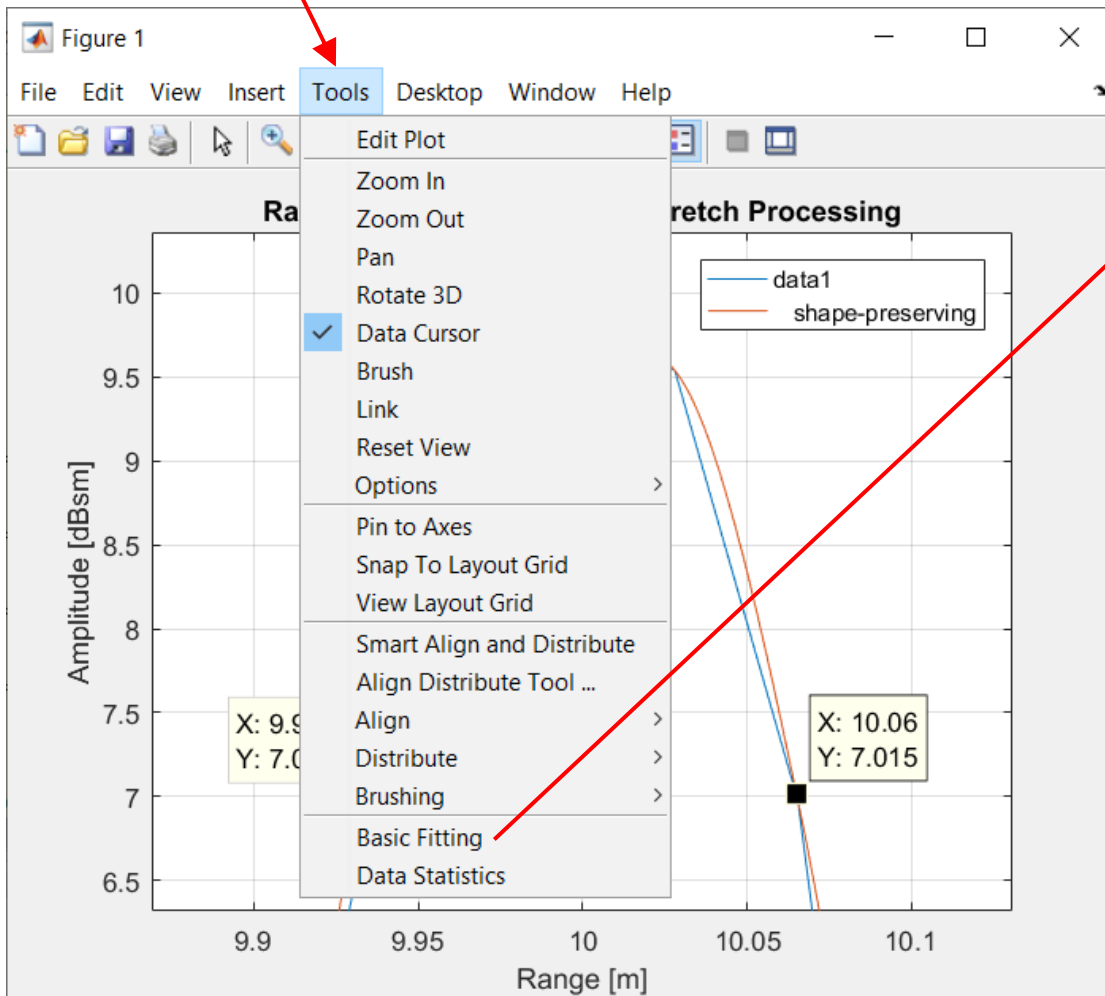 Figure 1
File Edit View Insert Tools Desktop Window Help
Edit Plot
Zoom In
Zoom Out
Pan
Rotate 3D
Data Cursor
Brush
Link
Reset View
Options
Pin to Axes
Snap To Layout Grid
View Layout Grid
Smart Align and Distribute
Align Distribute Tool ...
Align
Distribute
Brushing
Basic Fitting
Data Statistics
Ra
retch Processing
data1
shape-preserving
10
9.5
9
8.5
8
7.5
7
6.5
Amplitude [dBsm]
X: 9.9
Y: 7.0
X: 10.06
Y: 7.015
9.9 9.95 10 10.05 10.1
Range [m]